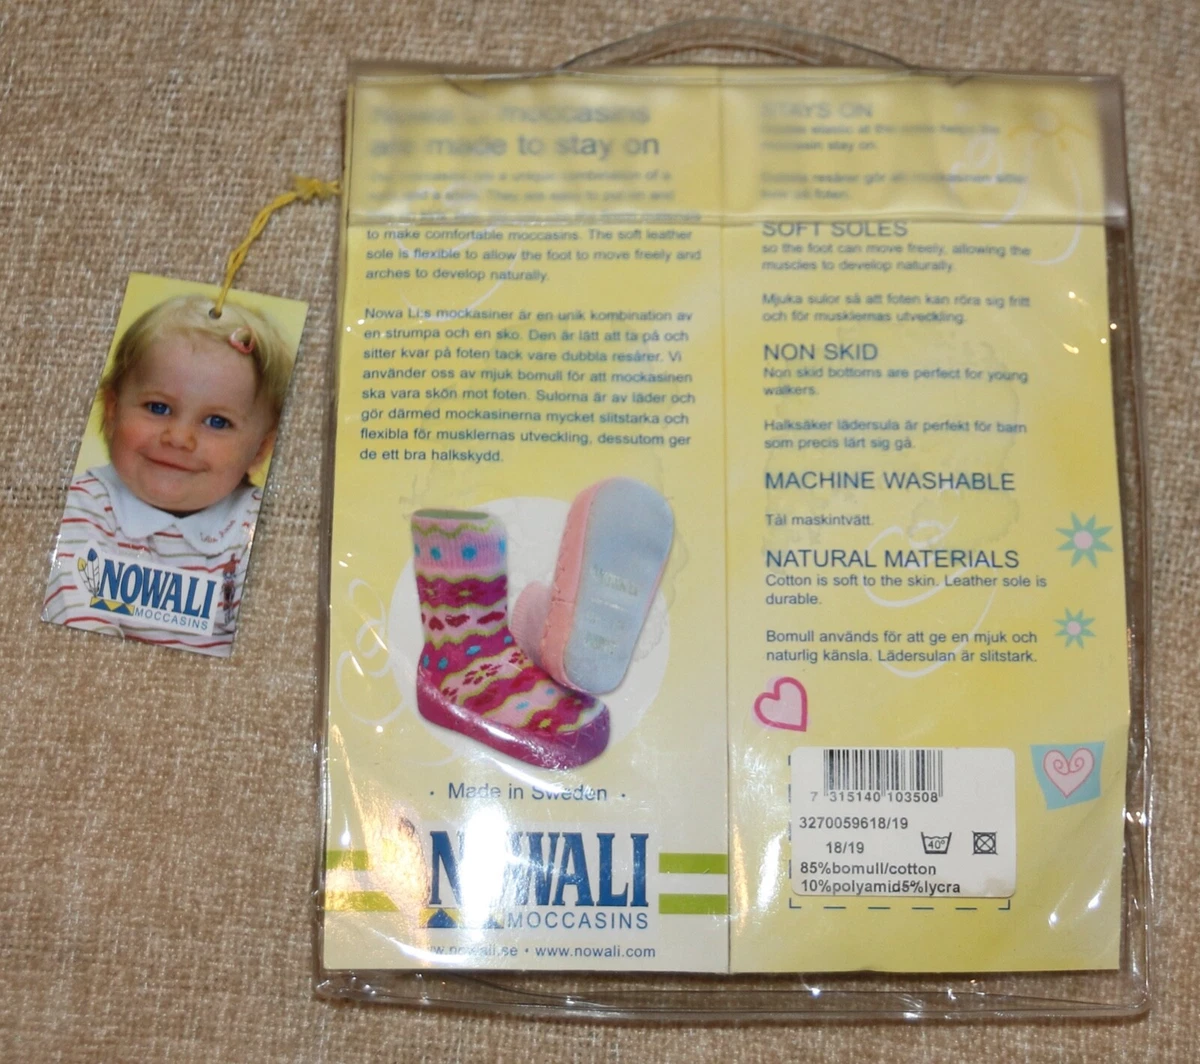 Nowa Li moccasins
are made to stay on
to make comfortable moccasins. The soft leather
sole is flexible to allow the foot to move freely and
arches to develop naturally.
Nowa Li:s mockasiner är en unik kombination av
en strumpa och en sko. Den är lätt att ta på och
sitter kvar på foten tack vare dubbla resårer. Vi
använder oss av mjuk bomull för att mockasinen
ska vara skön mot foten. Sulorna är av läder och
gör därmed mockasinerna mycket slitstarka och
flexibla för musklernas utveckling, dessutom ger
de ett bra halkskydd.
· Made in Sweden ·
NOWALI
MOCCASINS
w.nowali.se · www.nowali.com
STAYS ON
moccasin stay on.
SOFT SOLES
so the foot can move freely, allowing the
muscles to develop naturally.
Mjuka sulor så att foten kan röra sig fritt
och för musklernas utveckling.
NON SKID
Non skid bottoms are perfect for young
walkers.
Halksäker lädersula är perfekt för barn
som precis lärt sig gå.
MACHINE WASHABLE
Tål maskintvätt.
NATURAL MATERIALS
Cotton is soft to the skin. Leather sole is
durable.
Bomull används för att ge en mjuk och
naturlig känsla. Lädersulan är slitstark.
7 315140 103508
3270059618/19
18/19
40°
85%bomull/cotton
10%polyamid5%lycra
NOWALI
MOCCASINS